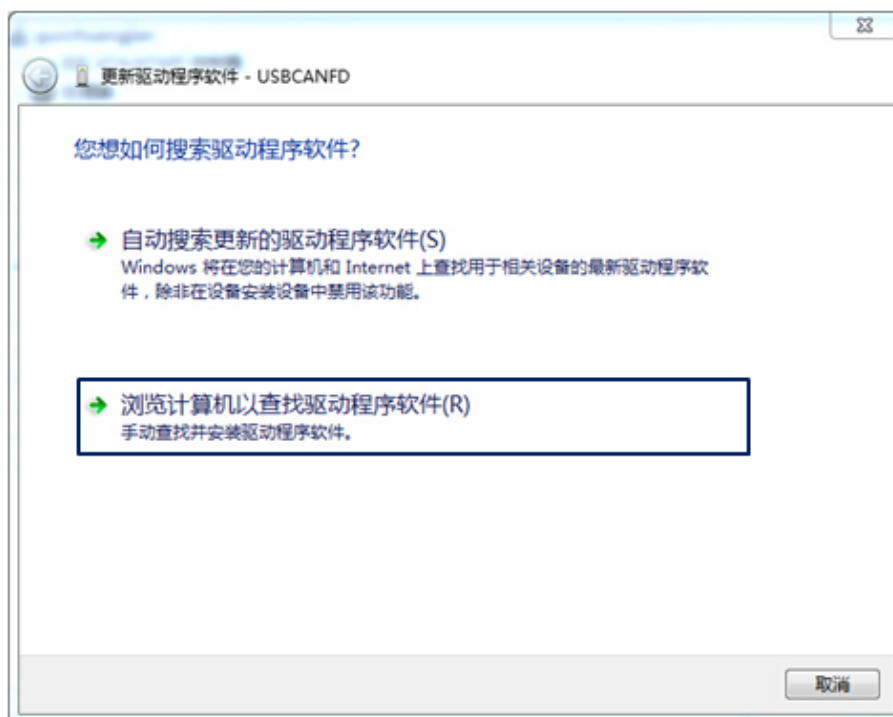 更新驱动程序软件 - USBCANFD
您想如何搜索驱动程序软件?
自动搜索更新的驱动程序软件(S)
Windows 将在您的计算机和 Internet 上查找用于相关设备的最新驱动程序软
件，除非在设备安装设备中禁用该功能。
浏览计算机以查找驱动程序软件(R)
手动查找并安装驱动程序软件。
取消